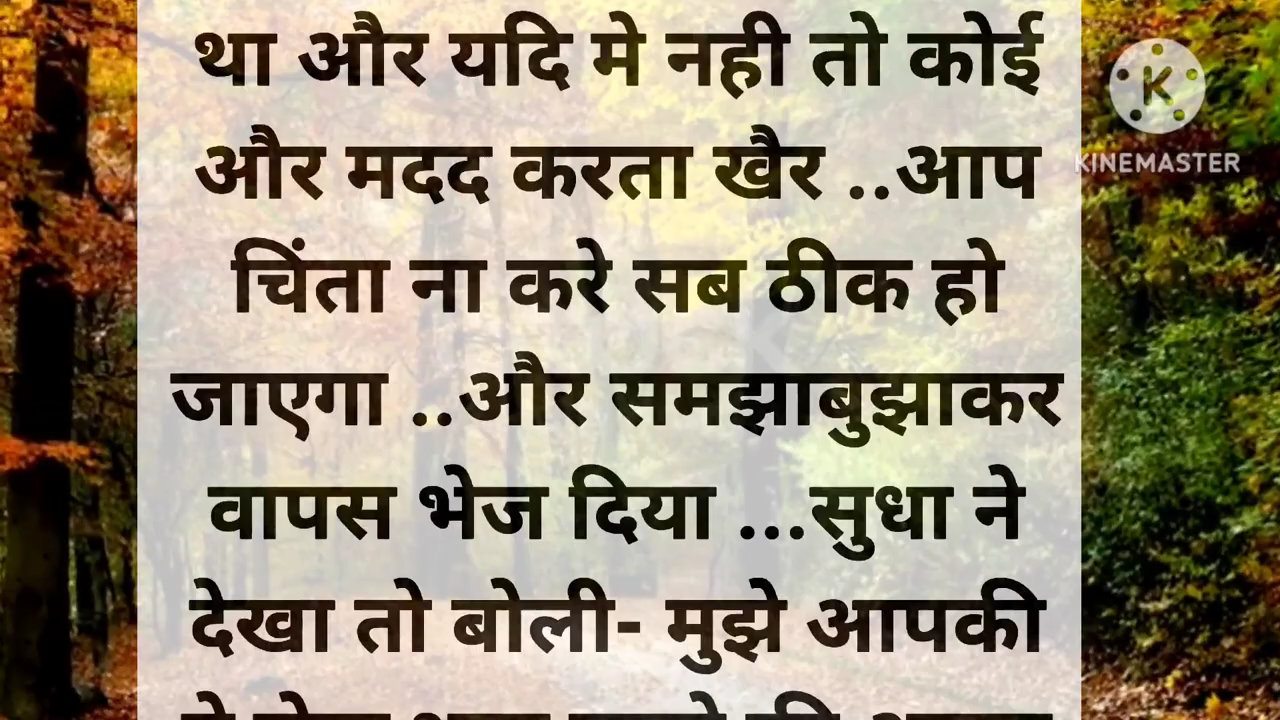 था और यदि मे नही तो कोई
और मदद करता खैर ..आप
चिंता ना करे सब ठीक हो
जाएगा ..और समझाबुझाकर
वापस भेज दिया ...सुधा ने
देखा तो बोली- मुझे आपकी
K
KINEMASTER